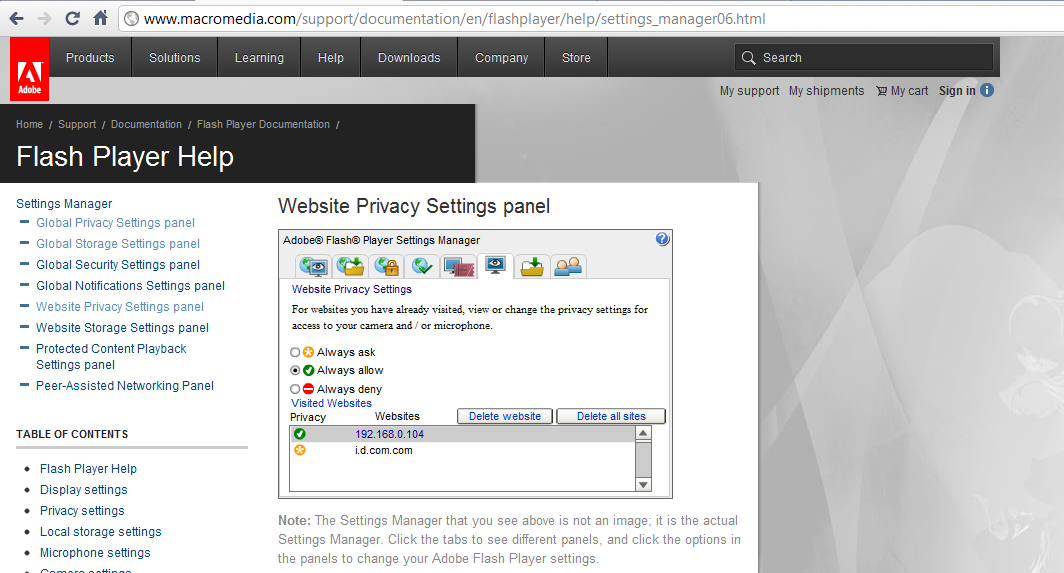 www.macromedia.com/support/documentation/en/flashplayer/help/settings_manager06.html
Adobe
Products Solutions Learning Help Downloads Company Store Search
My support My shipments My cart Sign in i
Home / Support / Documentation / Flash Player Documentation /
Flash Player Help
Settings Manager
Global Privacy Settings panel
Global Storage Settings panel
Global Security Settings panel
Global Notifications Settings panel
Website Privacy Settings panel
Website Storage Settings panel
Protected Content Playback
Settings panel
Peer-Assisted Networking Panel
TABLE OF CONTENTS
Flash Player Help
Display settings
Privacy settings
Local storage settings
Microphone settings
Camera settings
Website Privacy Settings panel
Adobe® Flash® Player Settings Manager ?
Website Privacy Settings
For websites you have already visited, view or change the privacy settings for
access to your camera and / or microphone.
Always ask
Always allow
Always deny
Visited Websites
Privacy Websites Delete website Delete all sites
192.168.0.104
i.d.com.com
Note: The Settings Manager that you see above is not an image; it is the actual
Settings Manager. Click the tabs to see different panels, and click the options in
the panels to change your Adobe Flash Player settings.